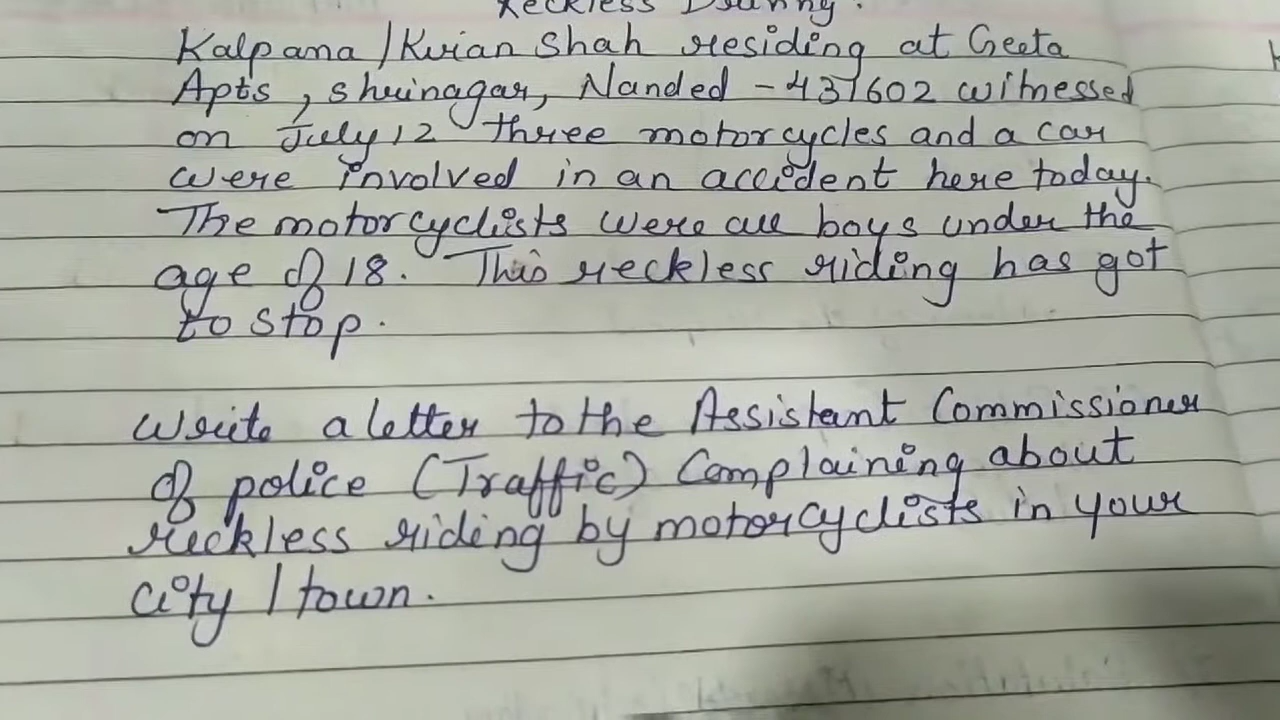 Reckless Driving.
Kalpana / Kiran Shah residing at Geeta
Apts, Shrinagar, Nanded - 431602 witnessed
on July 12 three motorcycles and a car
were involved in an accident here today.
The motorcyclists were all boys under the
age of 18. This reckless riding has got
to stop.
Write a letter to the Assistant Commissioner
of police (Traffic) Complaining about
reckless riding by motorcyclists in your
city / town.